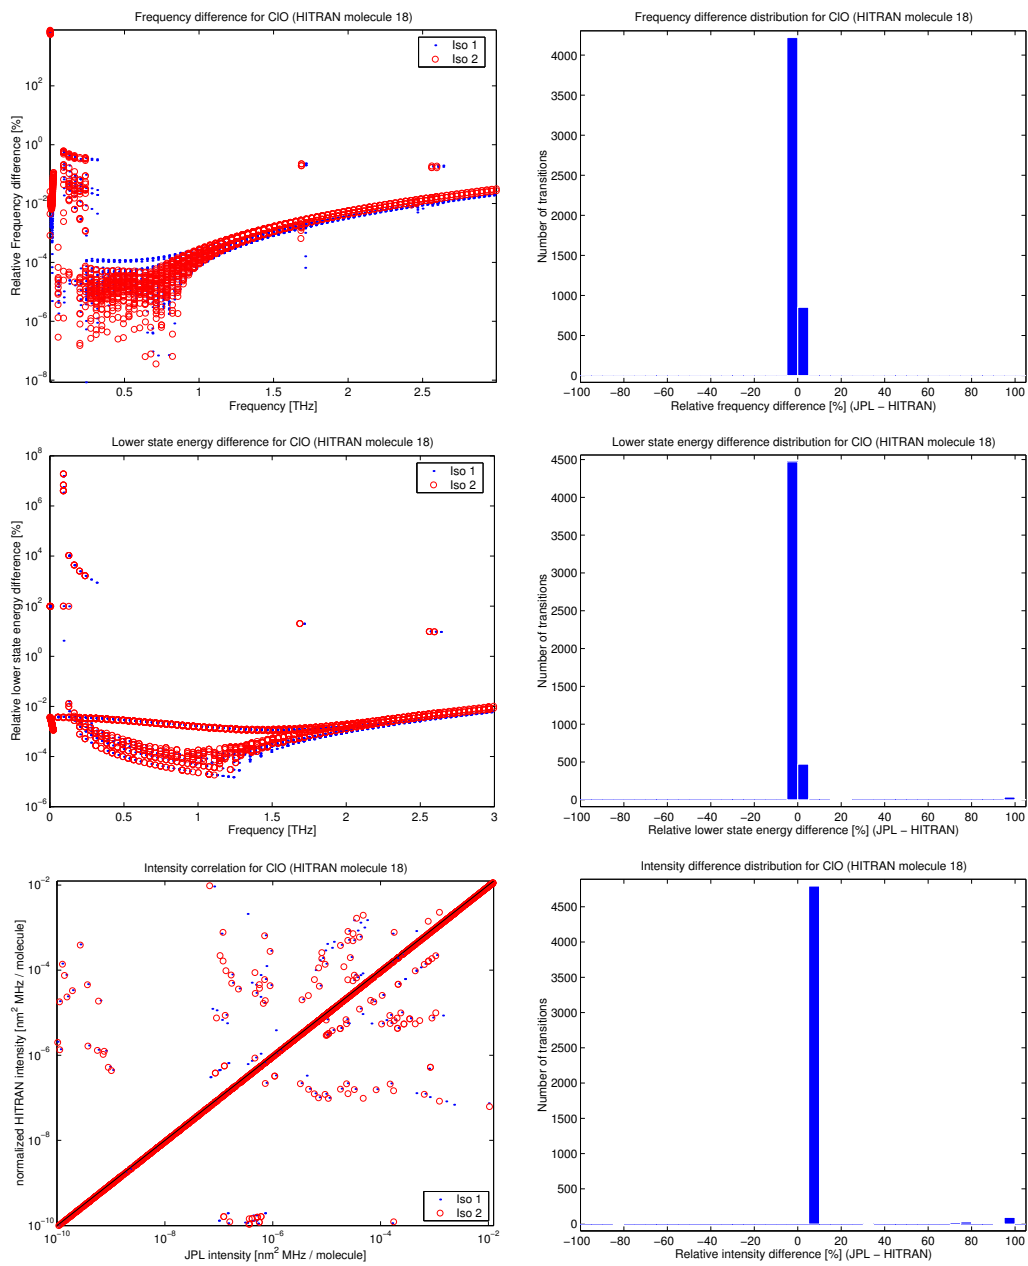 Frequency difference for ClO (HITRAN molecule 18)
Iso 1
Iso 2
10^2
10^0
10^−2
10^−4
10^−6
10^−8
Relative Frequency difference [%]
0.5 1 1.5 2 2.5
Frequency [THz]
Frequency difference distribution for ClO (HITRAN molecule 18)
4000
3500
3000
2500
2000
1500
1000
500
0
Number of transitions
−100 −80 −60 −40 −20 0 20 40 60 80 100
Relative frequency difference [%] (JPL − HITRAN)
Lower state energy difference for ClO (HITRAN molecule 18)
Iso 1
Iso 2
10^8
10^6
10^4
10^2
10^0
10^−2
10^−4
10^−6
Relative lower state energy difference [%]
0 0.5 1 1.5 2 2.5 3
Frequency [THz]
Lower state energy difference distribution for ClO (HITRAN molecule 18)
4500
4000
3500
3000
2500
2000
1500
1000
500
0
Number of transitions
−100 −80 −60 −40 −20 0 20 40 60 80 100
Relative lower state energy difference [%] (JPL − HITRAN)
Intensity correlation for ClO (HITRAN molecule 18)
10^−2
10^−4
10^−6
10^−8
10^−10
normalized HITRAN intensity [nm^2 MHz / molecule]
Iso 1
Iso 2
10^−10 10^−8 10^−6 10^−4 10^−2
JPL intensity [nm^2 MHz / molecule]
Intensity difference distribution for ClO (HITRAN molecule 18)
4500
4000
3500
3000
2500
2000
1500
1000
500
0
Number of transitions
−100 −80 −60 −40 −20 0 20 40 60 80 100
Relative intensity difference [%] (JPL − HITRAN)